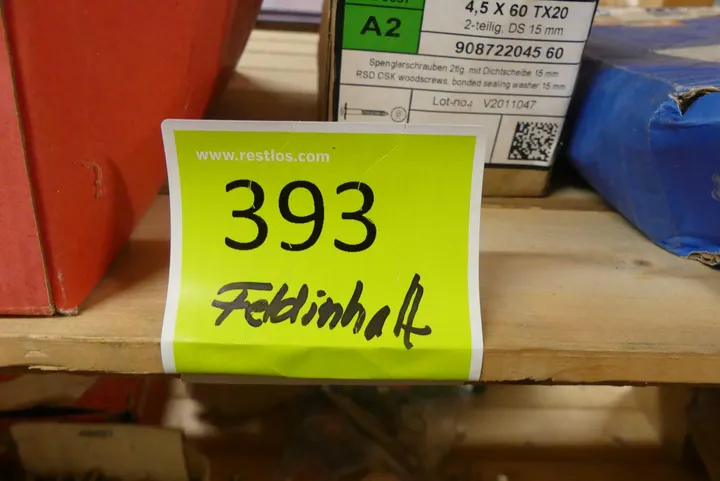 A2
4,5 X 60 TX20
2-teilig, DS 15 mm
908722045 60
Spenglerschrauben 2tlg. mit Dichtscheibe 15 mm
RSD CSK woodscrews, bonded sealing washer 15 mm
Lot-no.: V2011047
www.restlos.com
393
Feldinhalt